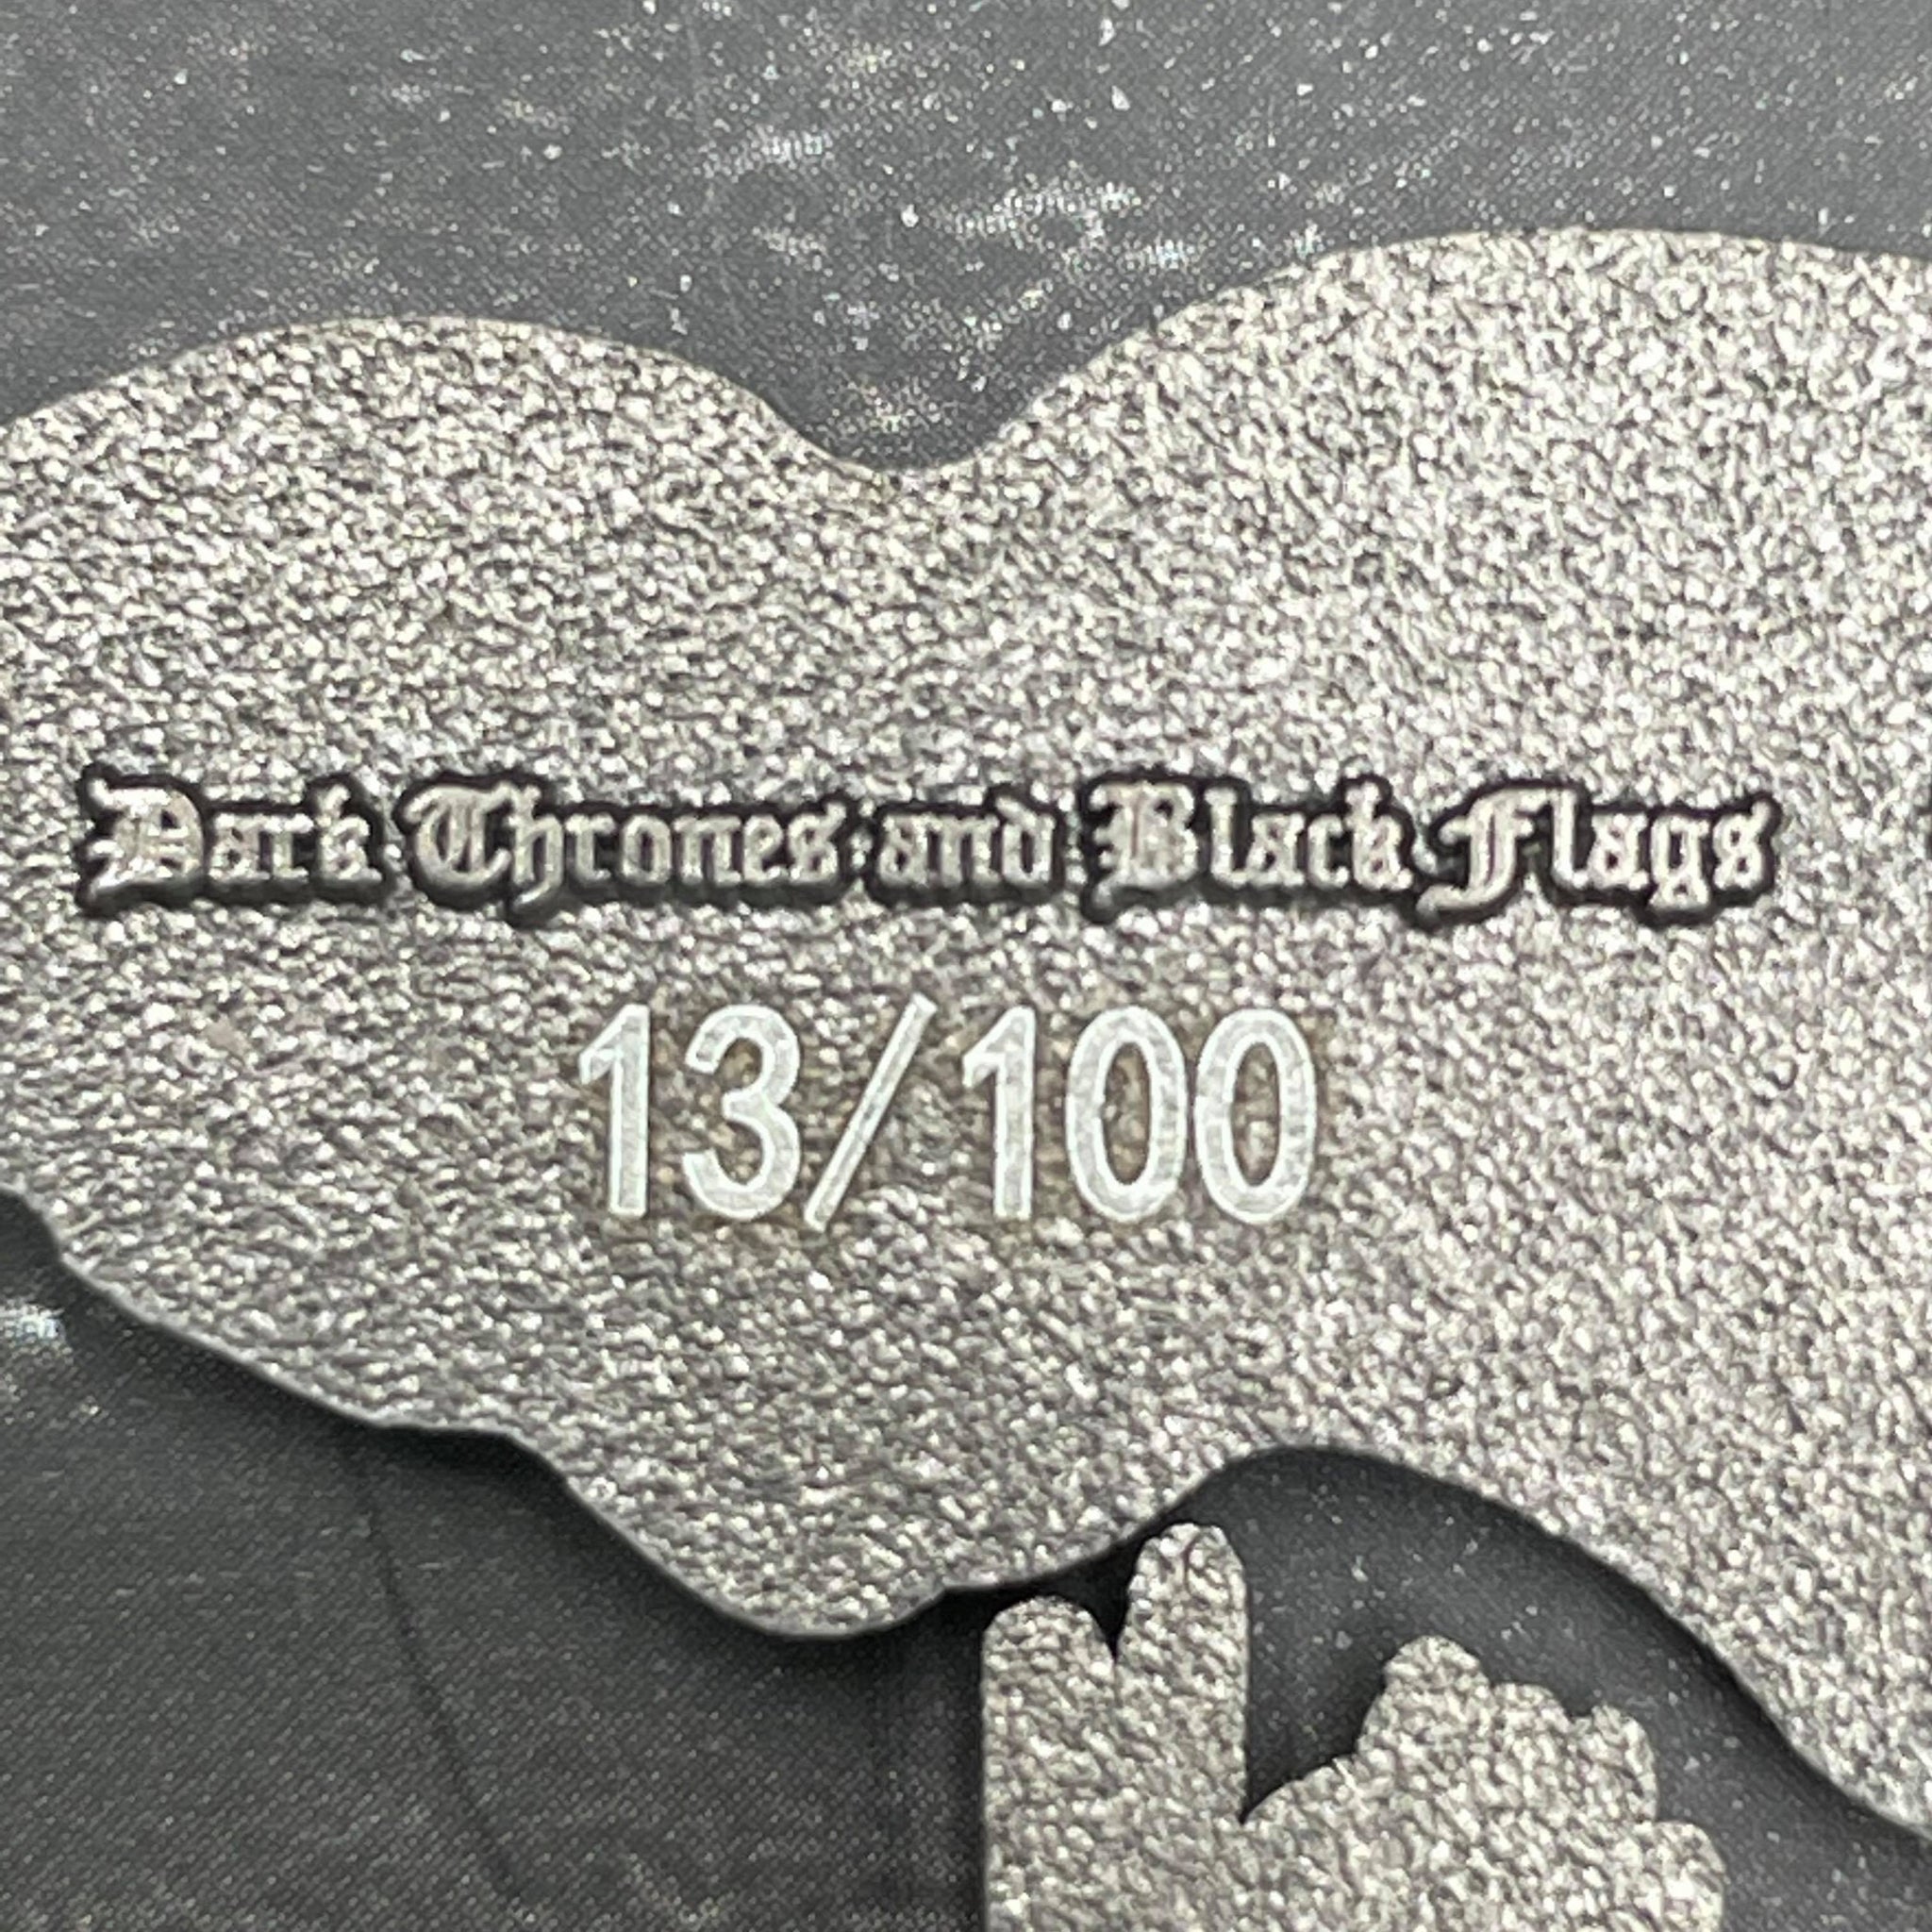 Dark Thrones and Black Flags
13/100